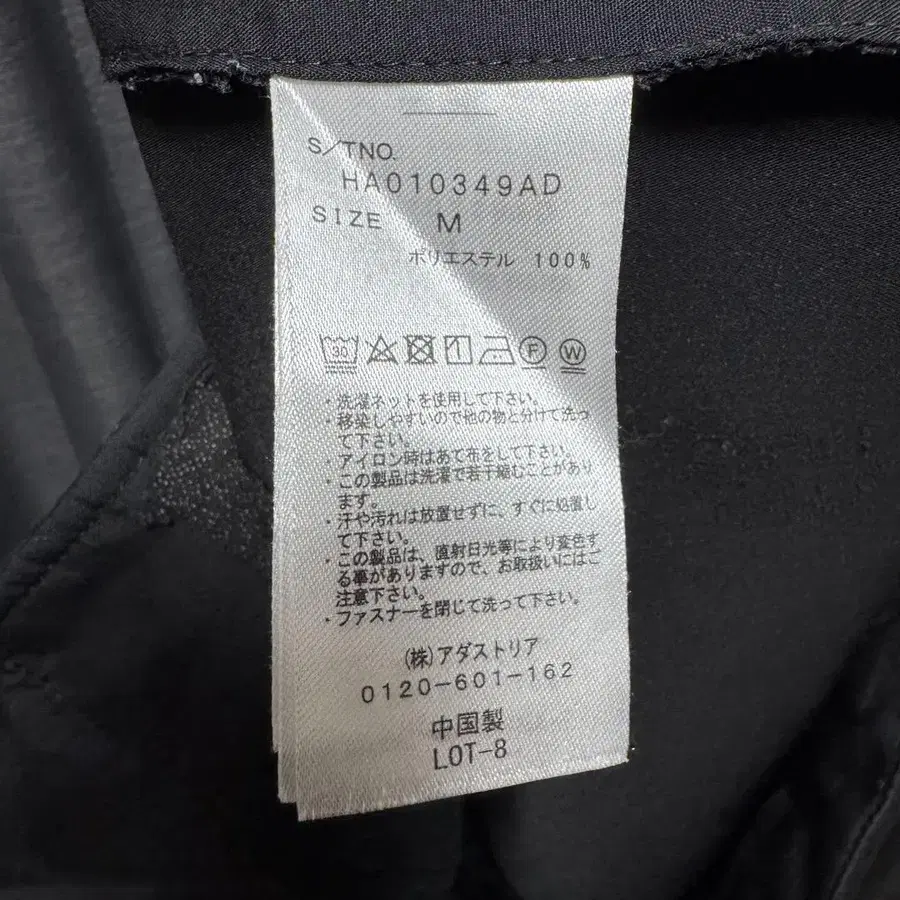 S/TNO.
HA010349AD
SIZE M
ポリエステル 100%
30 F W
・洗濯ネットを使用して下さい。
・移染しやすいので他の物と分けて洗っ
て下さい。
・アイロン時はあて布をして下さい。
・この製品は洗濯で若干縮むことがあり
ます。
・汗や汚れは放置せずに、すぐに処置し
て下さい。
・この製品は、直射日光等により変色す
る事がありますので、お取扱いにはご
注意下さい。
・ファスナーを閉じて洗って下さい。
(株)アダストリア
0120-601-162
中国製
LOT-8